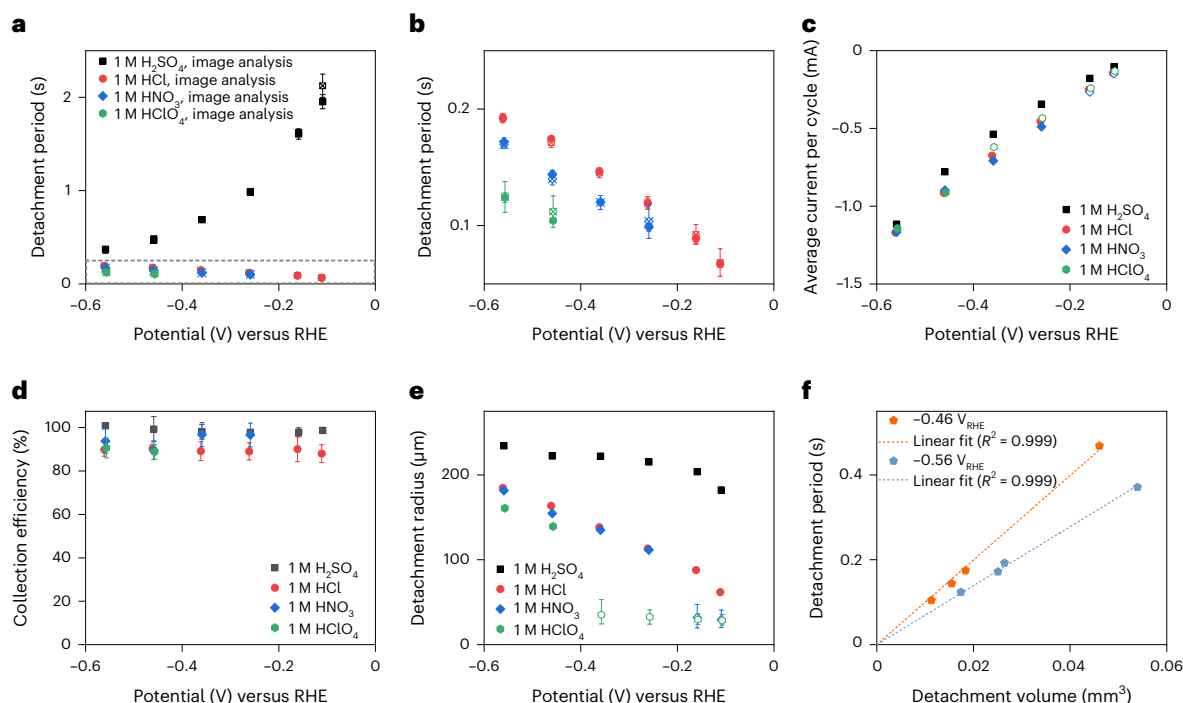 a
Detachment period (s)
2
1
0
1 M H₂SO₄, image analysis
1 M HCl, image analysis
1 M HNO₃, image analysis
1 M HClO₄, image analysis
−0.6
−0.4
−0.2
0
Potential (V) versus RHE
b
Detachment period (s)
0.2
0.1
−0.6
−0.4
−0.2
0
Potential (V) versus RHE
c
Average current per cycle (mA)
0
−0.5
−1.0
−1.5
1 M H₂SO₄
1 M HCl
1 M HNO₃
1 M HClO₄
−0.6
−0.4
−0.2
0
Potential (V) versus RHE
d
Collection efficiency (%)
100
80
60
40
20
0
1 M H₂SO₄
1 M HCl
1 M HNO₃
1 M HClO₄
−0.6
−0.4
−0.2
0
Potential (V) versus RHE
e
Detachment radius (µm)
200
100
0
1 M H₂SO₄
1 M HCl
1 M HNO₃
1 M HClO₄
−0.6
−0.4
−0.2
0
Potential (V) versus RHE
f
Detachment period (s)
0.4
0.2
0
−0.46 V_RHE
Linear fit (R² = 0.999)
−0.56 V_RHE
Linear fit (R² = 0.999)
0
0.02
0.04
0.06
Detachment volume (mm³)